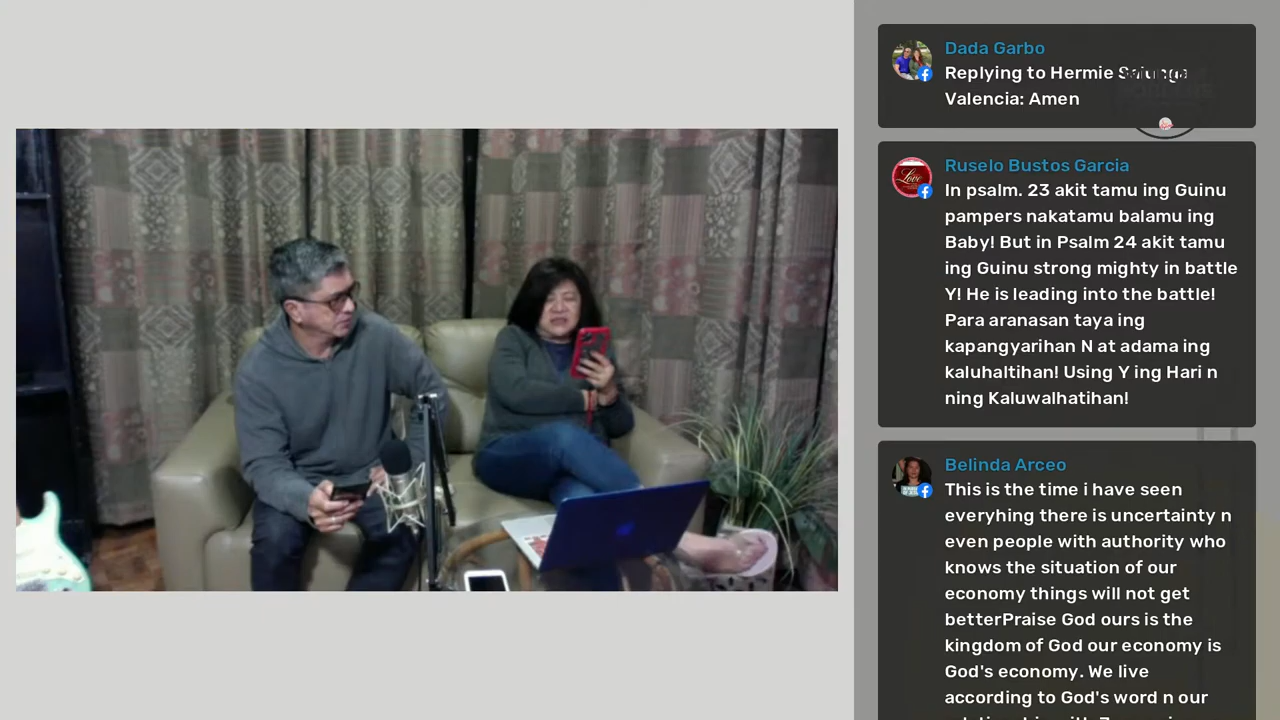 Dada Garbo
Replying to Hermie
Valencia: Amen
Ruselo Bustos Garcia
Love
In psalm. 23 akit tamu ing Guinu
pampers nakatamu balamu ing
Baby! But in Psalm 24 akit tamu
ing Guinu strong mighty in battle
Y! He is leading into the battle!
Para aranasan taya ing
kapangyarihan N at adama ing
kaluhaltihan! Using Y ing Hari n
ning Kaluwalhatihan!
Belinda Arceo
This is the time i have seen
everyhing there is uncertainty n
even people with authority who
knows the situation of our
economy things will not get
betterPraise God ours is the
kingdom of God our economy is
God's economy. We live
according to God's word n our